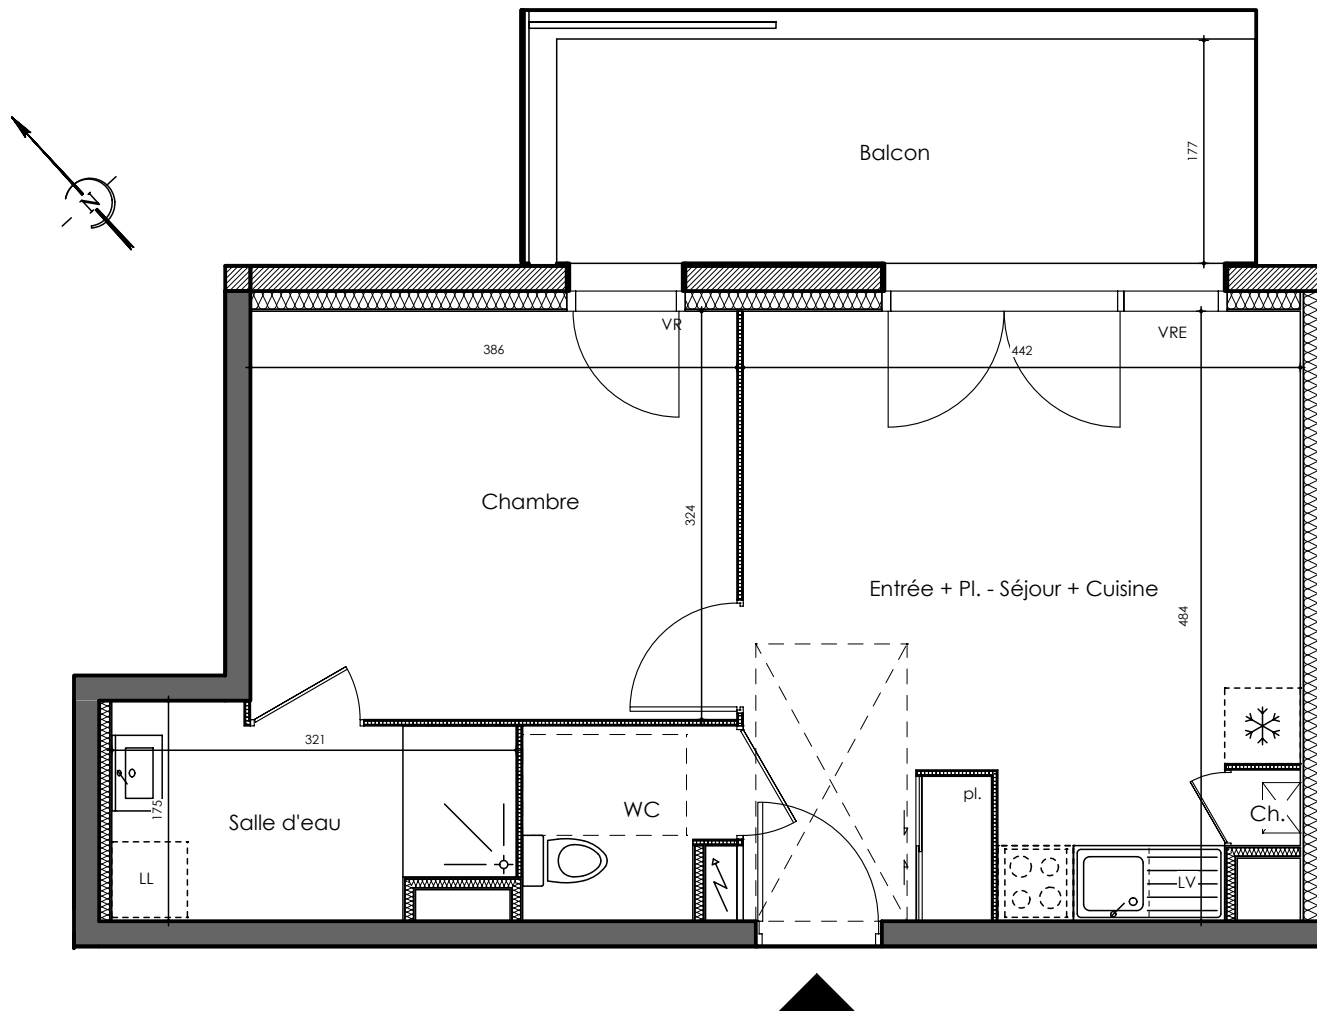 Balcon
177
N
VR
VRE
386
442
Chambre
324
Entrée + Pl. - Séjour + Cuisine
484
321
175
Salle d'eau
WC
pl.
Ch.
LL
LV